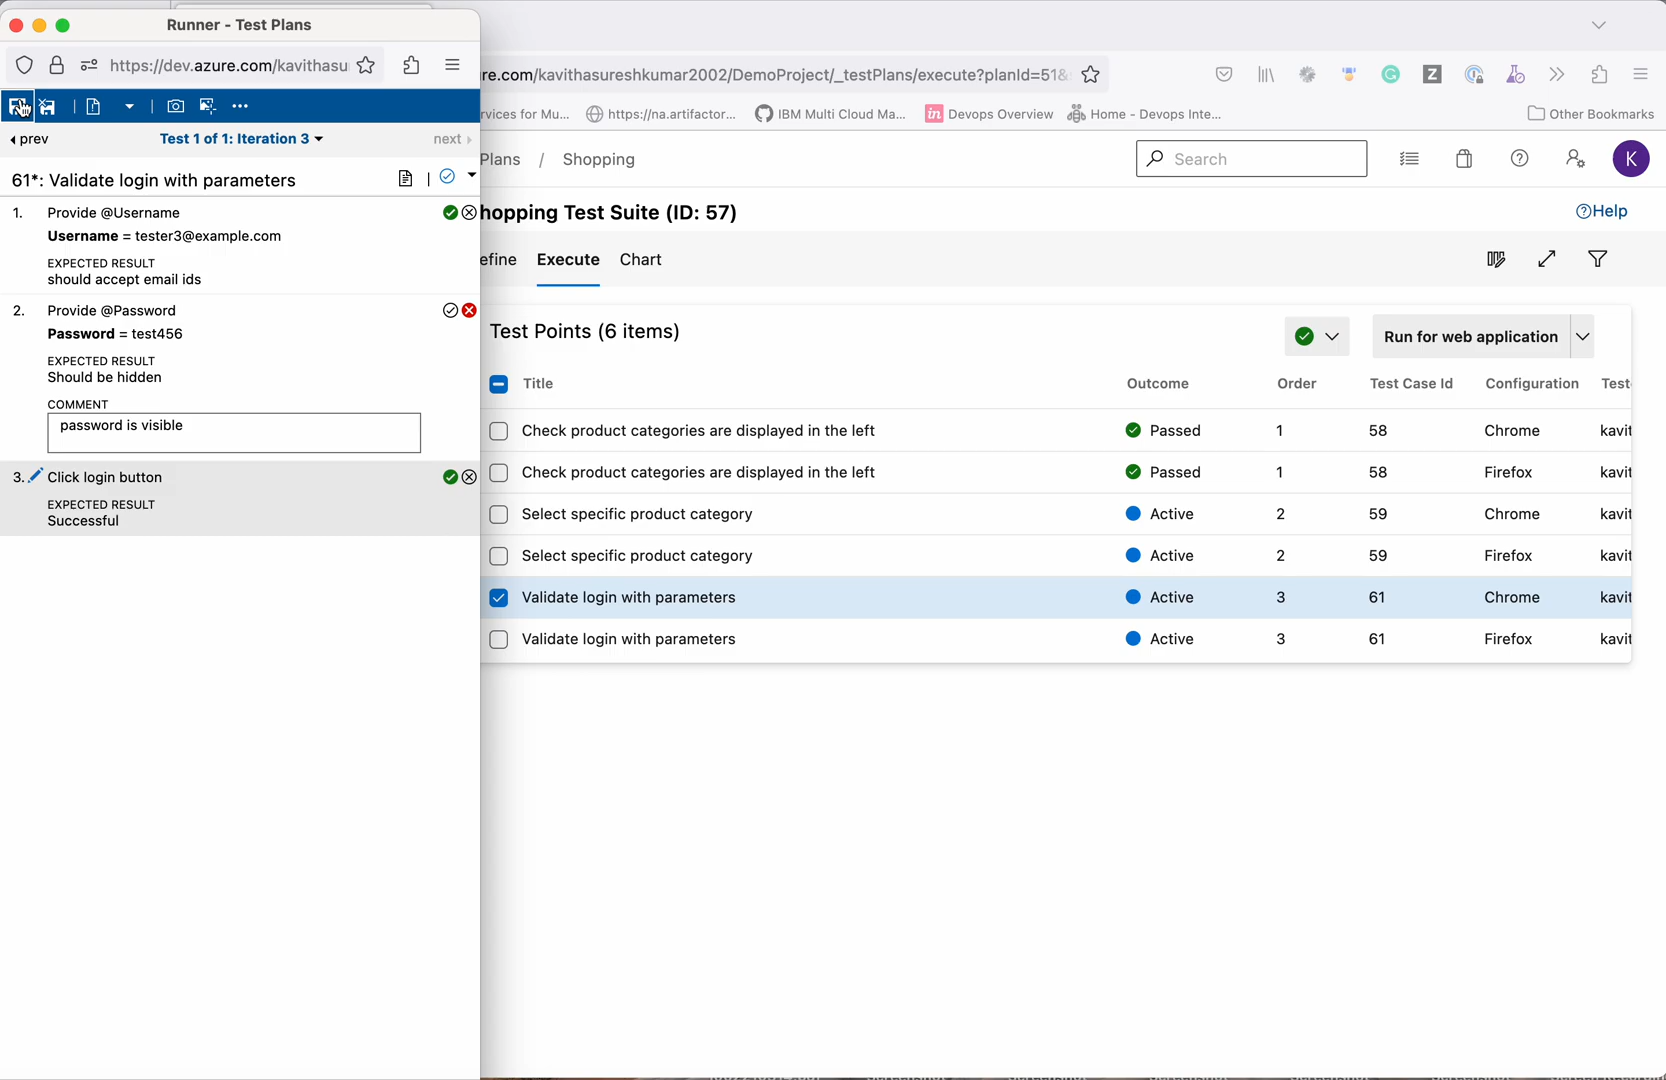 Runner - Test Plans
https://dev.azure.com/kavithasu
Test 1 of 1: Iteration 3
prev
next
61*: Validate login with parameters
1. Provide @Username
Username = tester3@example.com
EXPECTED RESULT
should accept email ids
2. Provide @Password
Password = test456
EXPECTED RESULT
Should be hidden
COMMENT
password is visible
3. Click login button
EXPECTED RESULT
Successful
re.com/kavithasureshkumar2002/DemoProject/_testPlans/execute?planId=51&
rvices for Mu... https://na.artifactor... IBM Multi Cloud Ma... Devops Overview Home - Devops Inte... Other Bookmarks
Plans / Shopping Search K
hopping Test Suite (ID: 57) Help
efine Execute Chart
Test Points (6 items) Run for web application
Title Outcome Order Test Case Id Configuration Test
Check product categories are displayed in the left Passed 1 58 Chrome kavit
Check product categories are displayed in the left Passed 1 58 Firefox kavit
Select specific product category Active 2 59 Chrome kavit
Select specific product category Active 2 59 Firefox kavit
Validate login with parameters Active 3 61 Chrome kavit
Validate login with parameters Active 3 61 Firefox kavit